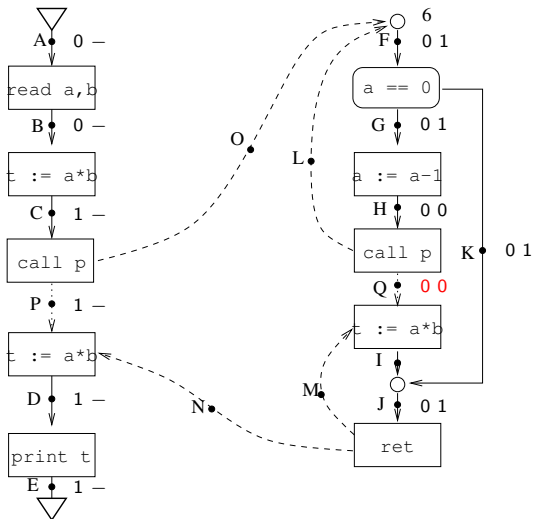 6
A 0 –
F 0 1
read a,b
a == 0
B 0 –
G 0 1
O
L
t := a*b
a := a-1
C 1 –
H 0 0
call p
call p
K 0 1
P 1 –
Q 0 0
t := a*b
t := a*b
I
M
D 1 –
N
J 0 1
print t
ret
E 1 –